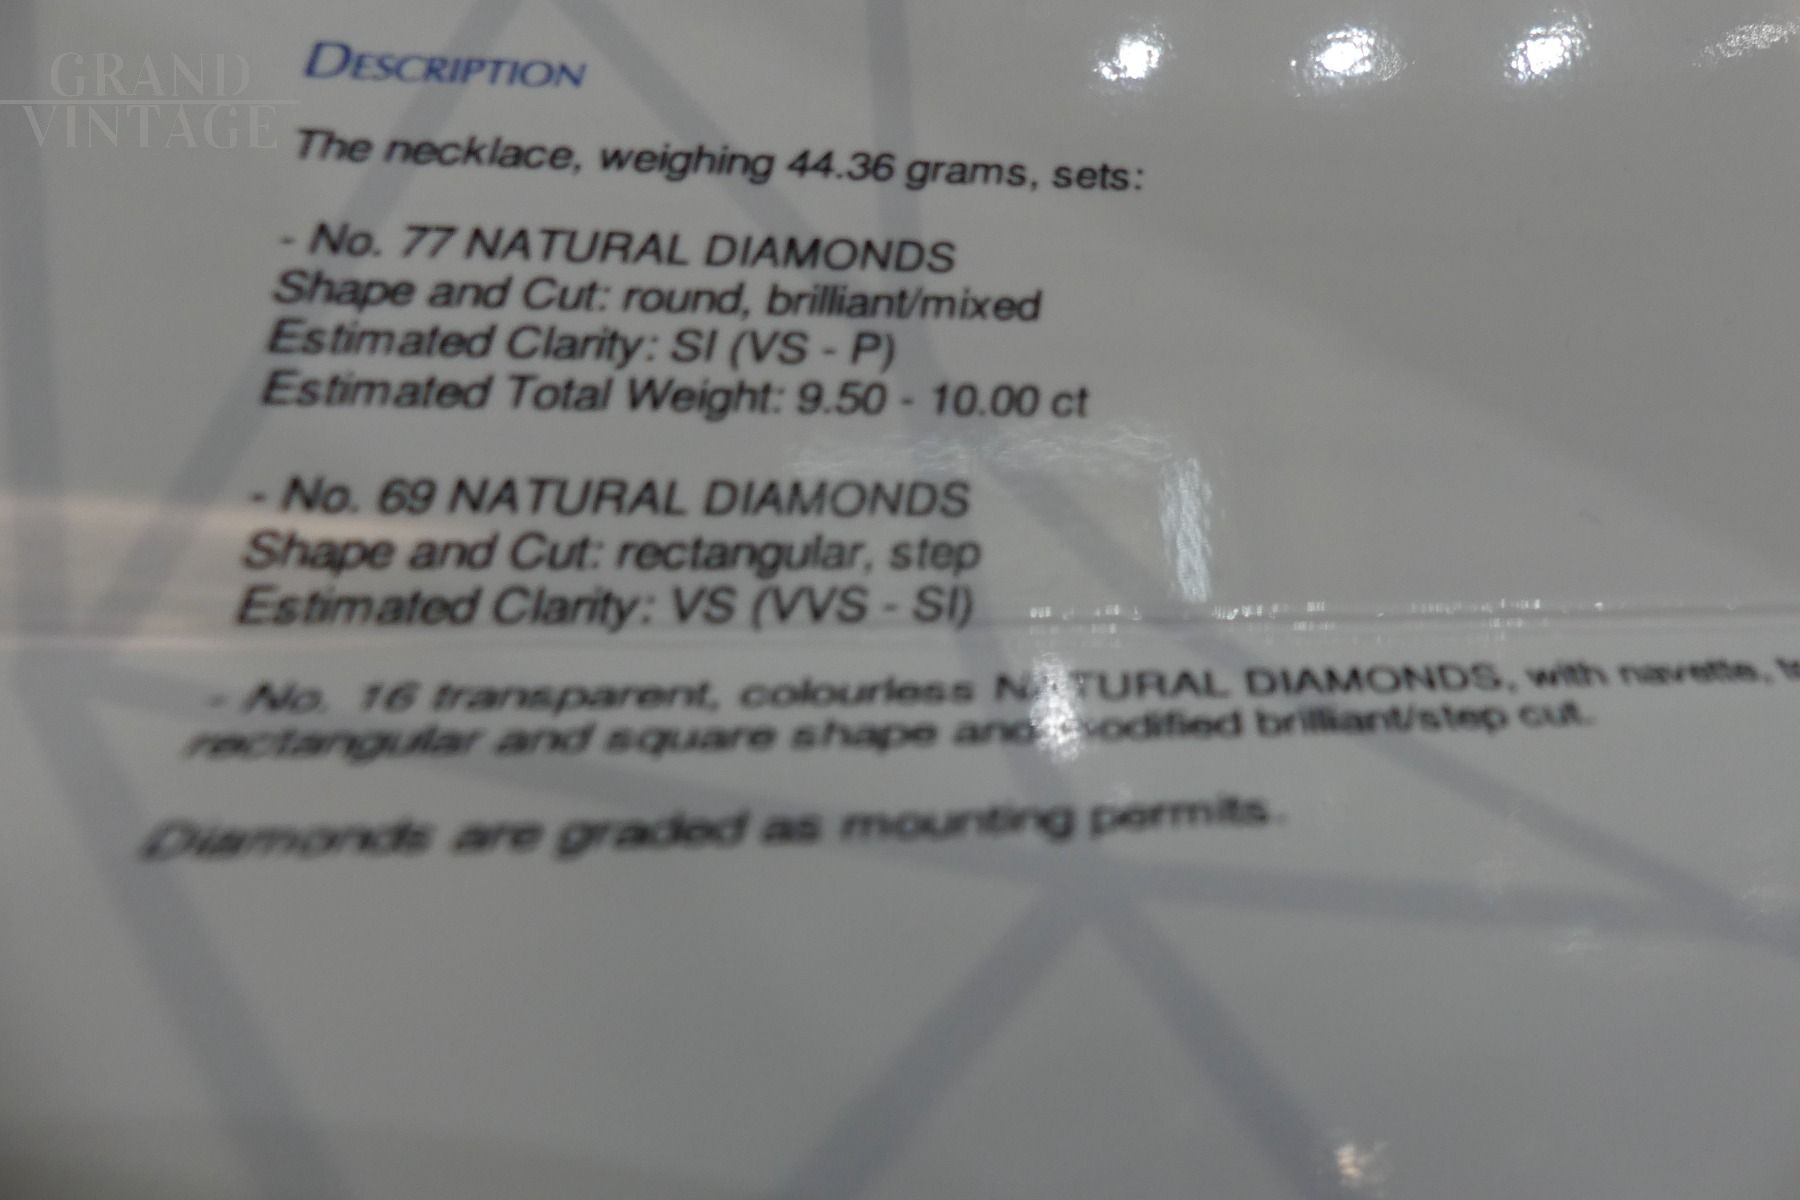 GRAND
VINTAGE
DESCRIPTION
The necklace, weighing 44.36 grams, sets:
- No. 77 NATURAL DIAMONDS
Shape and Cut: round, brilliant/mixed
Estimated Clarity: SI (VS - P)
Estimated Total Weight: 9.50 - 10.00 ct
- No. 69 NATURAL DIAMONDS
Shape and Cut: rectangular, step
Estimated Clarity: VS (VVS - SI)
- No. 16 transparent, colourless NATURAL DIAMONDS, with navette,
rectangular and square shape and modified brilliant/step cut.
Diamonds are graded as mounting permits.